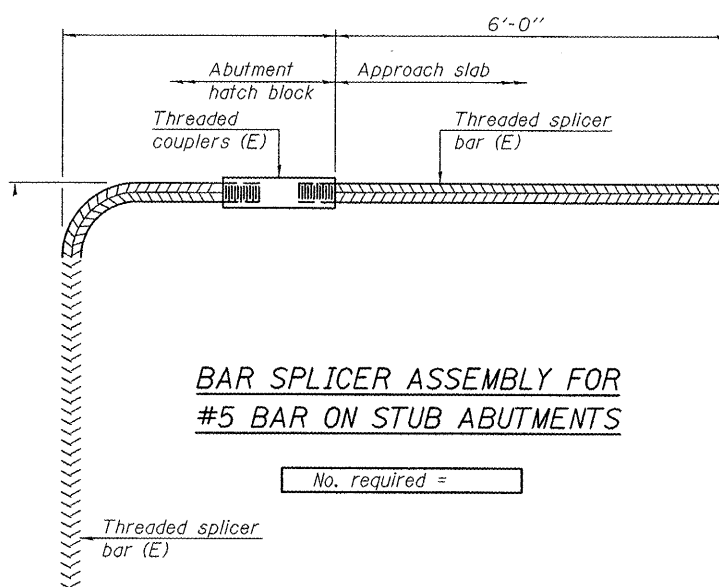 6'-0"
Abutment
hatch block
Approach slab
Threaded
couplers (E)
Threaded splicer
bar (E)
BAR SPLICER ASSEMBLY FOR
#5 BAR ON STUB ABUTMENTS
No. required =
Threaded splicer
bar (E)